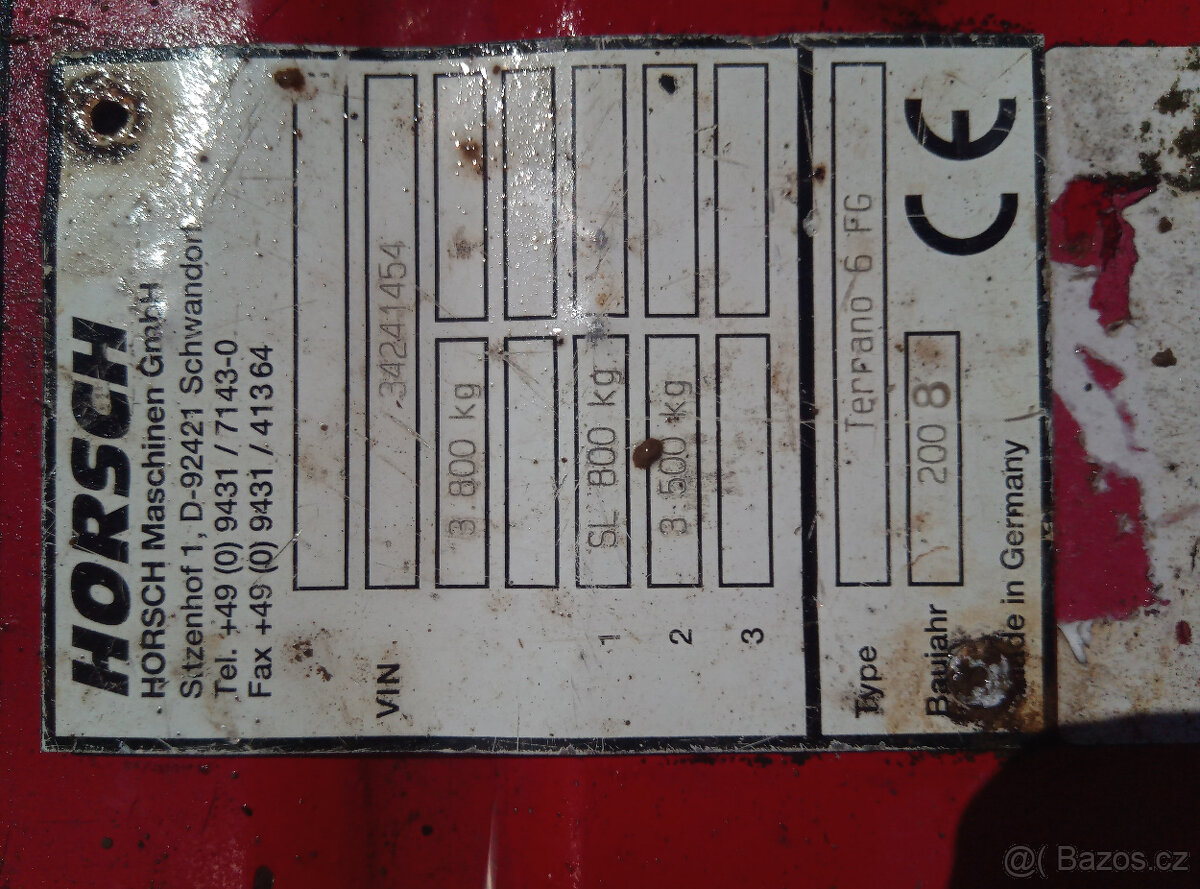 HORSCH
HORSCH Maschinen GmbH
Sitzenhof 1, D-92421 Schwandorf
Tel. +49 (0) 9431 / 7143-0
Fax +49 (0) 9431 / 413 64
VIN 34241454
3.800 kg
1 SL 800 kg
2 3.500 kg
3
Type Terrano 6 FG
Baujahr 2008
Made in Germany
CE
@( Bazos.cz